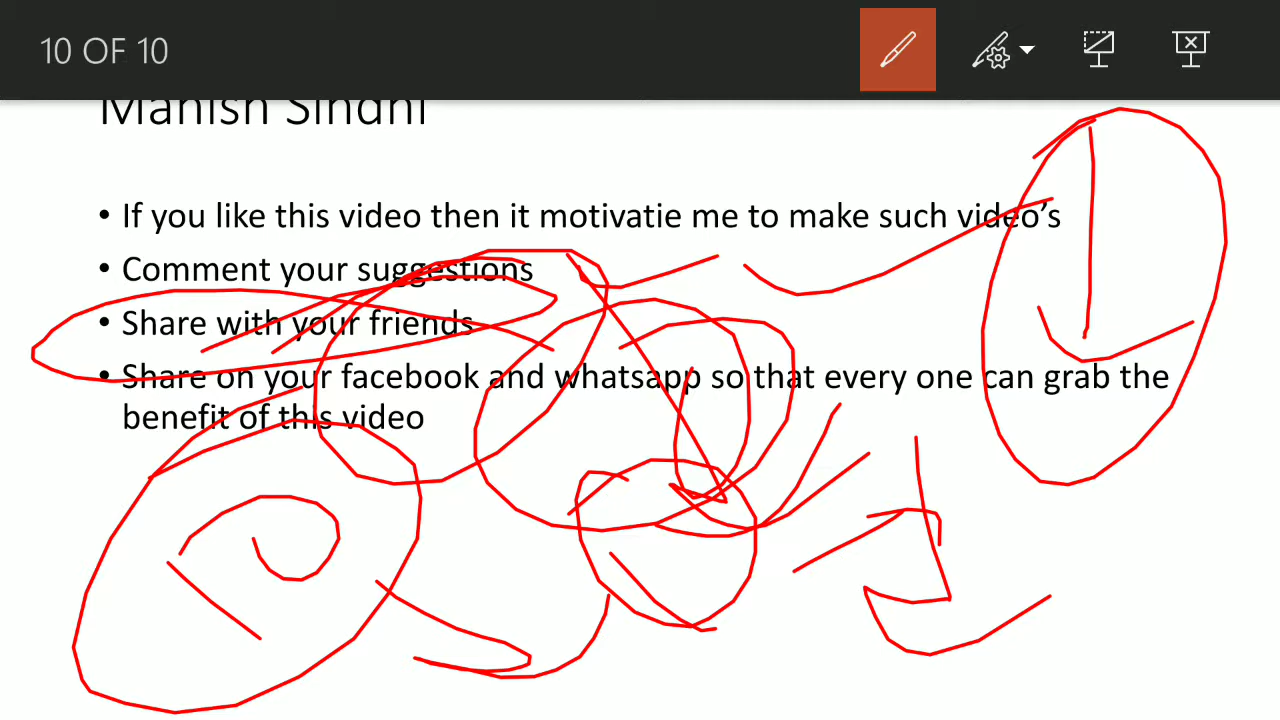 10 OF 10
Manish Sindhi
• If you like this video then it motivatie me to make such video’s
• Comment your suggestions
• Share with your friends
• Share on your facebook and whatsapp so that every one can grab the
benefit of this video